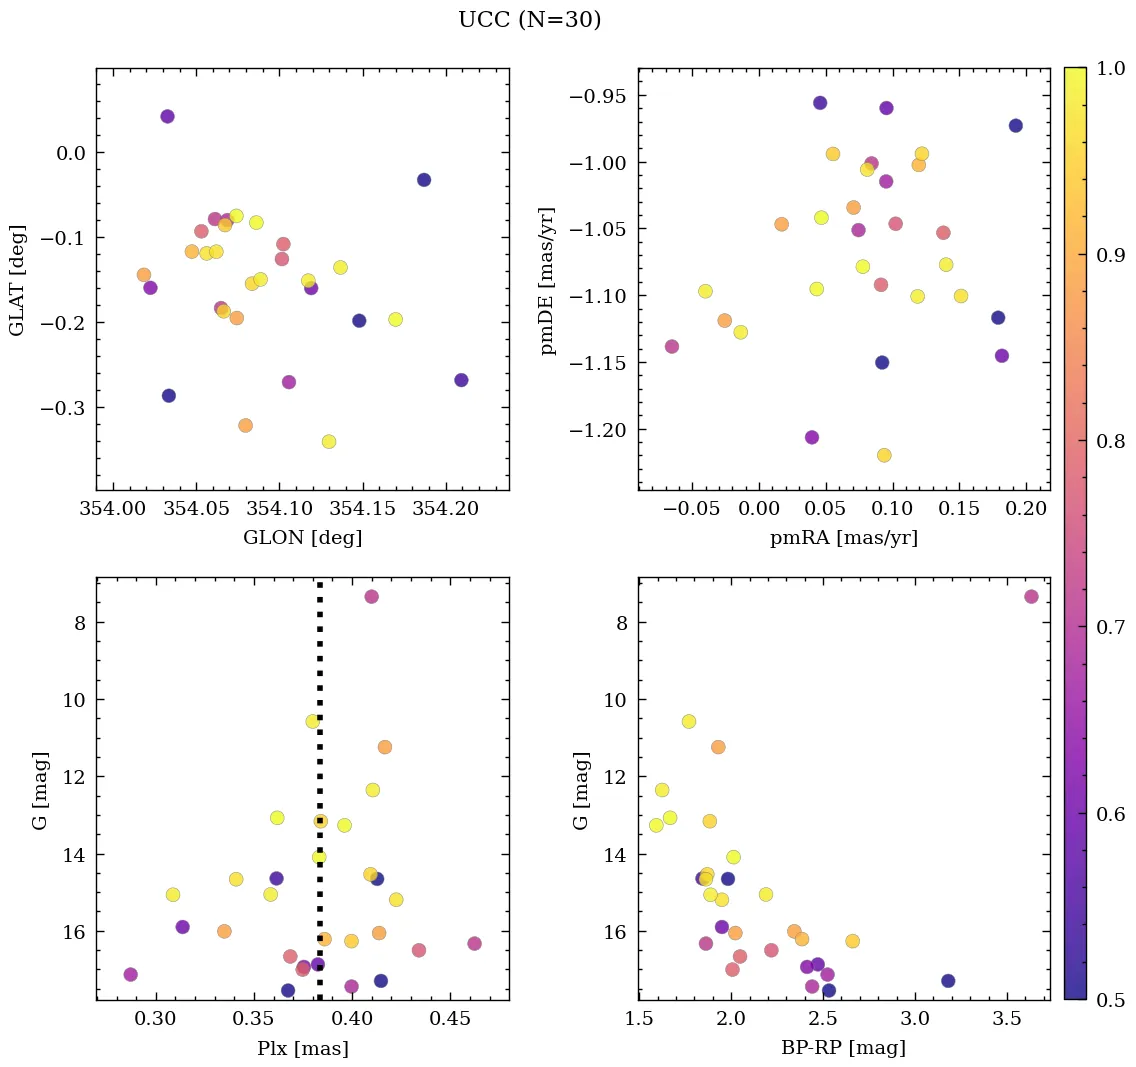 UCC (N=30)
0.0
−0.1
−0.2
−0.3
GLAT [deg]
354.00 354.05 354.10 354.15 354.20
GLON [deg]
−0.95
−1.00
−1.05
−1.10
−1.15
−1.20
pmDE [mas/yr]
−0.05 0.00 0.05 0.10 0.15 0.20
pmRA [mas/yr]
8
10
12
14
16
G [mag]
0.30 0.35 0.40 0.45
Plx [mas]
8
10
12
14
16
G [mag]
1.5 2.0 2.5 3.0 3.5
BP-RP [mag]
1.0
0.9
0.8
0.7
0.6
0.5